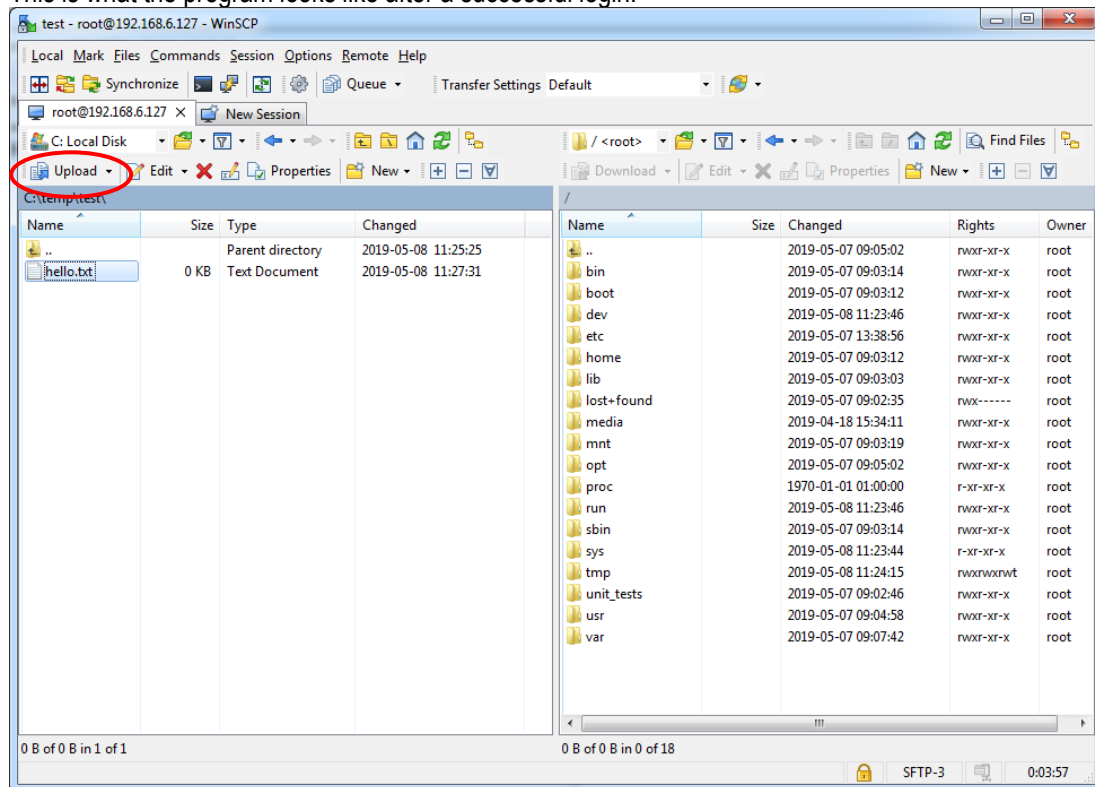 This is what the program looks like after a successful login.
test - root@192.168.6.127 - WinSCP
Local Mark Files Commands Session Options Remote Help
Synchronize Queue Transfer Settings Default
root@192.168.6.127 New Session
C: Local Disk / <root> Find Files
Upload Edit Properties New Download Edit Properties New
C:\temp\test\ /
Name Size Type Changed Name Size Changed Rights Owner
.. Parent directory 2019-05-08 11:25:25 .. 2019-05-07 09:05:02 rwxr-xr-x root
hello.txt 0 KB Text Document 2019-05-08 11:27:31 bin 2019-05-07 09:03:14 rwxr-xr-x root
boot 2019-05-07 09:03:12 rwxr-xr-x root
dev 2019-05-08 11:23:46 rwxr-xr-x root
etc 2019-05-07 13:38:56 rwxr-xr-x root
home 2019-05-07 09:03:12 rwxr-xr-x root
lib 2019-05-07 09:03:03 rwxr-xr-x root
lost+found 2019-05-07 09:02:35 rwx------ root
media 2019-04-18 15:34:11 rwxr-xr-x root
mnt 2019-05-07 09:03:19 rwxr-xr-x root
opt 2019-05-07 09:05:02 rwxr-xr-x root
proc 1970-01-01 01:00:00 r-xr-xr-x root
run 2019-05-08 11:23:46 rwxr-xr-x root
sbin 2019-05-07 09:03:14 rwxr-xr-x root
sys 2019-05-08 11:23:44 r-xr-xr-x root
tmp 2019-05-08 11:24:15 rwxrwxrwt root
unit_tests 2019-05-07 09:02:46 rwxr-xr-x root
usr 2019-05-07 09:04:58 rwxr-xr-x root
var 2019-05-07 09:07:42 rwxr-xr-x root
0 B of 0 B in 1 of 1 0 B of 0 B in 0 of 18
SFTP-3 0:03:57